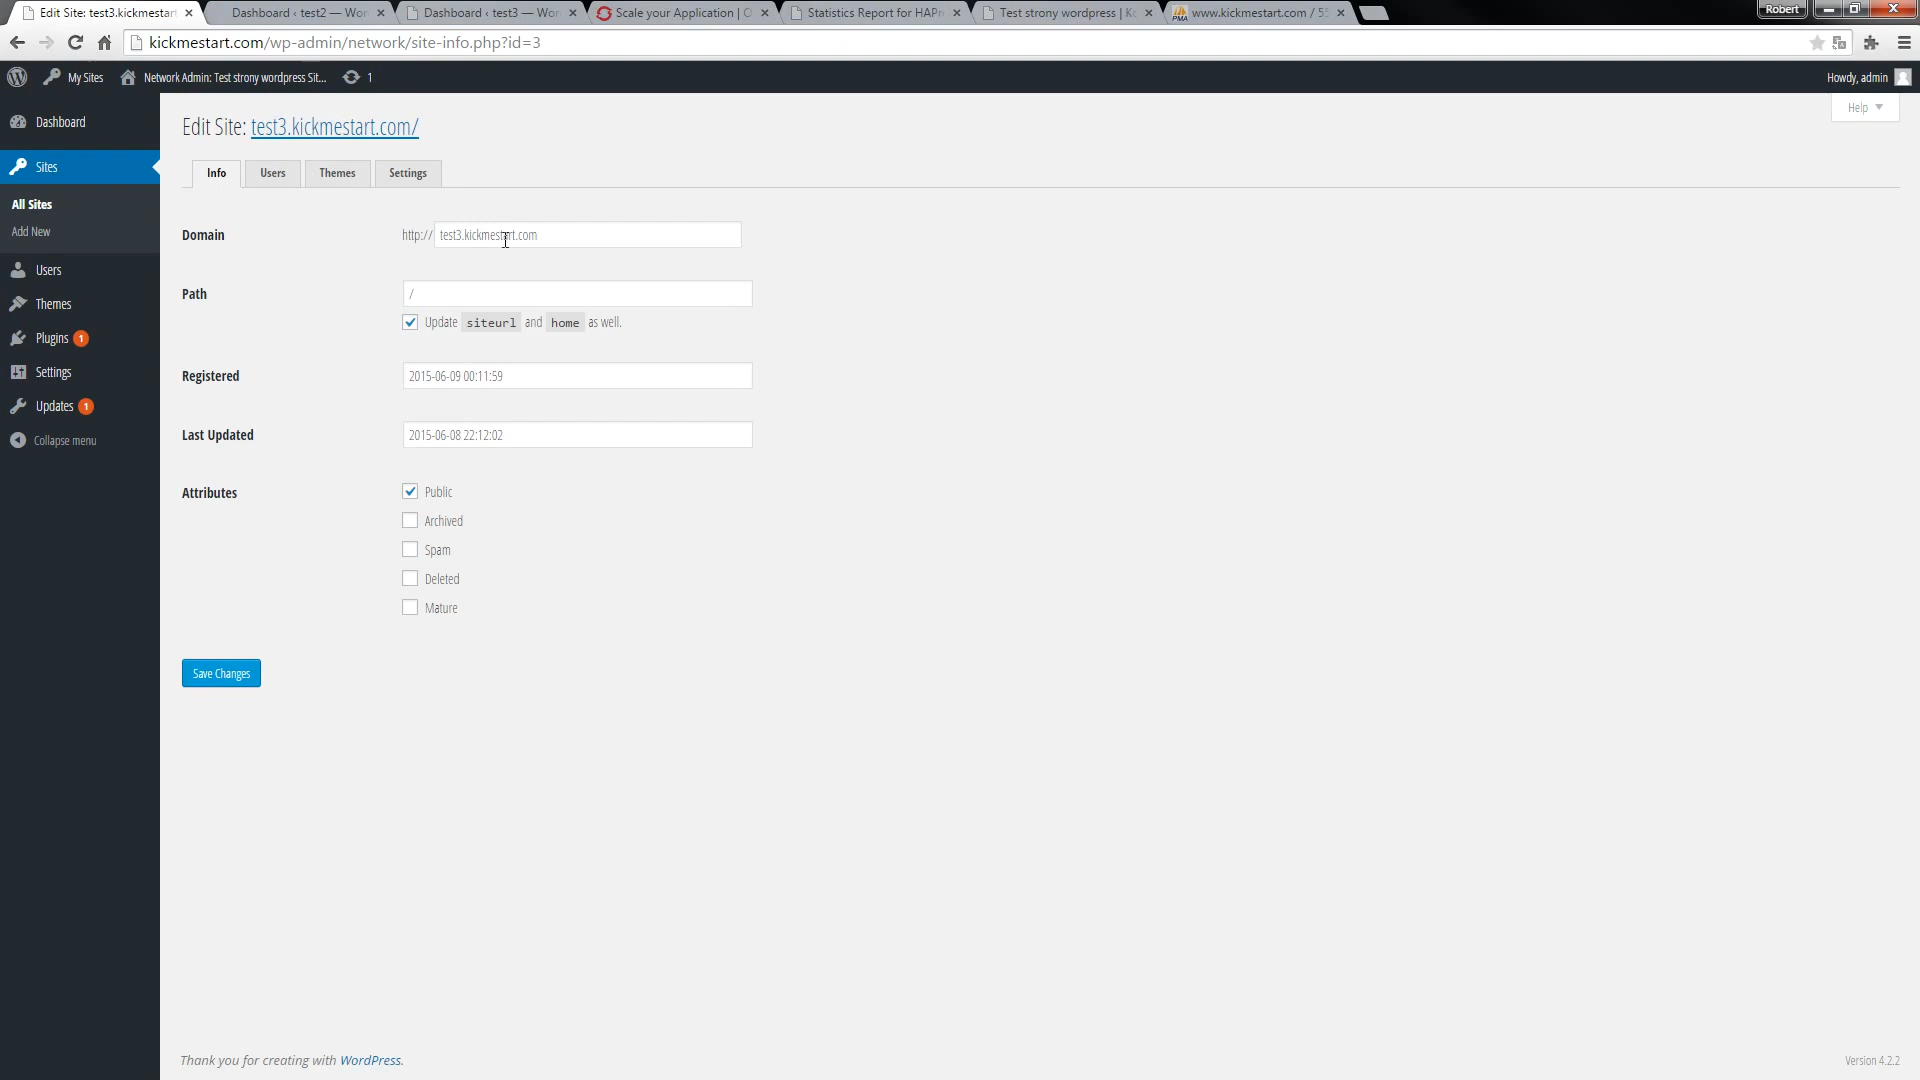 Edit Site: test3.kickmestart
Dashboard ‹ test2 — Wor
Dashboard ‹ test3 — Wor
Scale your Application | O
Statistics Report for HAPr
Test strony wordpress |
www.kickmestart.com / 55
Robert
kickmestart.com/wp-admin/network/site-info.php?id=3
My Sites
Network Admin: Test strony wordpress Sit...
1
Howdy, admin
Help
Dashboard
Sites
All Sites
Add New
Users
Themes
Plugins 1
Settings
Updates 1
Collapse menu
Edit Site: test3.kickmestart.com/
Info
Users
Themes
Settings
Domain
http:// test3.kickmestart.com
Path
/
Update siteurl and home as well.
Registered
2015-06-09 00:11:59
Last Updated
2015-06-08 22:12:02
Attributes
Public
Archived
Spam
Deleted
Mature
Save Changes
Thank you for creating with WordPress.
Version 4.2.2